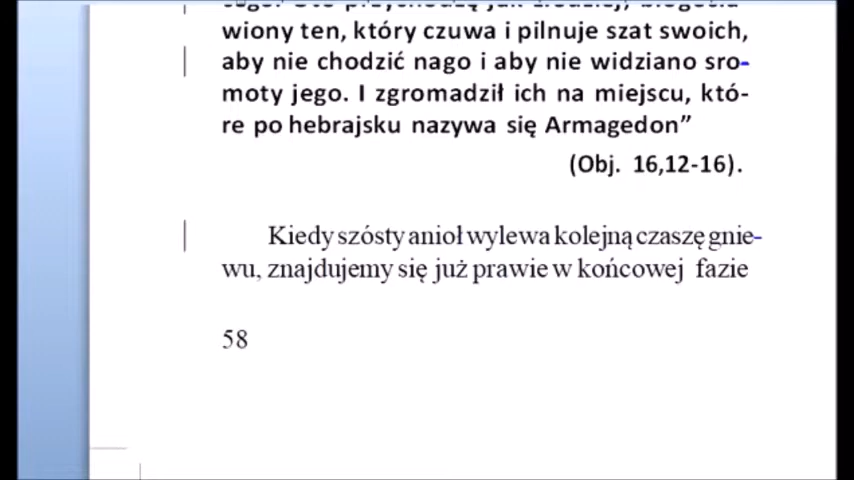 wiony ten, który czuwa i pilnuje szat swoich,
aby nie chodzić nago i aby nie widziano sro-
moty jego. I zgromadził ich na miejscu, któ-
re po hebrajsku nazywa się Armagedon”
(Obj. 16,12-16).
Kiedy szósty anioł wylewa kolejną czaszę gnie-
wu, znajdujemy się już prawie w końcowej fazie
58